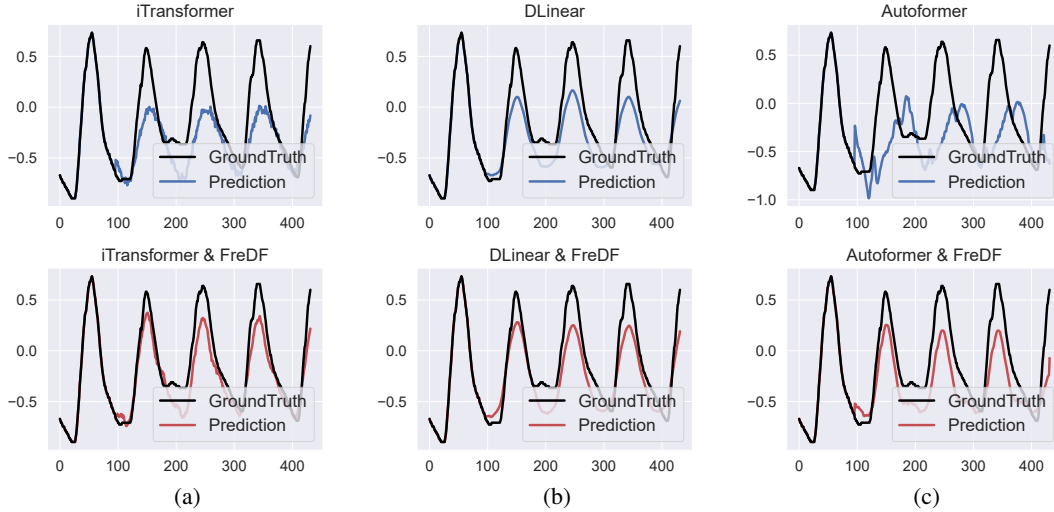 iTransformer DLinear Autoformer
0.5 0.5 0.5
0.0 0.0 0.0
−0.5 −0.5 −0.5
−1.0
GroundTruth GroundTruth GroundTruth
Prediction Prediction Prediction
0 100 200 300 400 0 100 200 300 400 0 100 200 300 400
iTransformer & FreDF DLinear & FreDF Autoformer & FreDF
0.5 0.5 0.5
0.0 0.0 0.0
−0.5 −0.5 −0.5
GroundTruth GroundTruth GroundTruth
Prediction Prediction Prediction
0 100 200 300 400 0 100 200 300 400 0 100 200 300 400
(a) (b) (c)